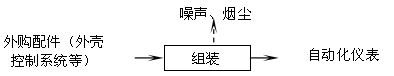 噪声、烟尘
外购配件（外壳
控制系统等）
组装
自动化仪表